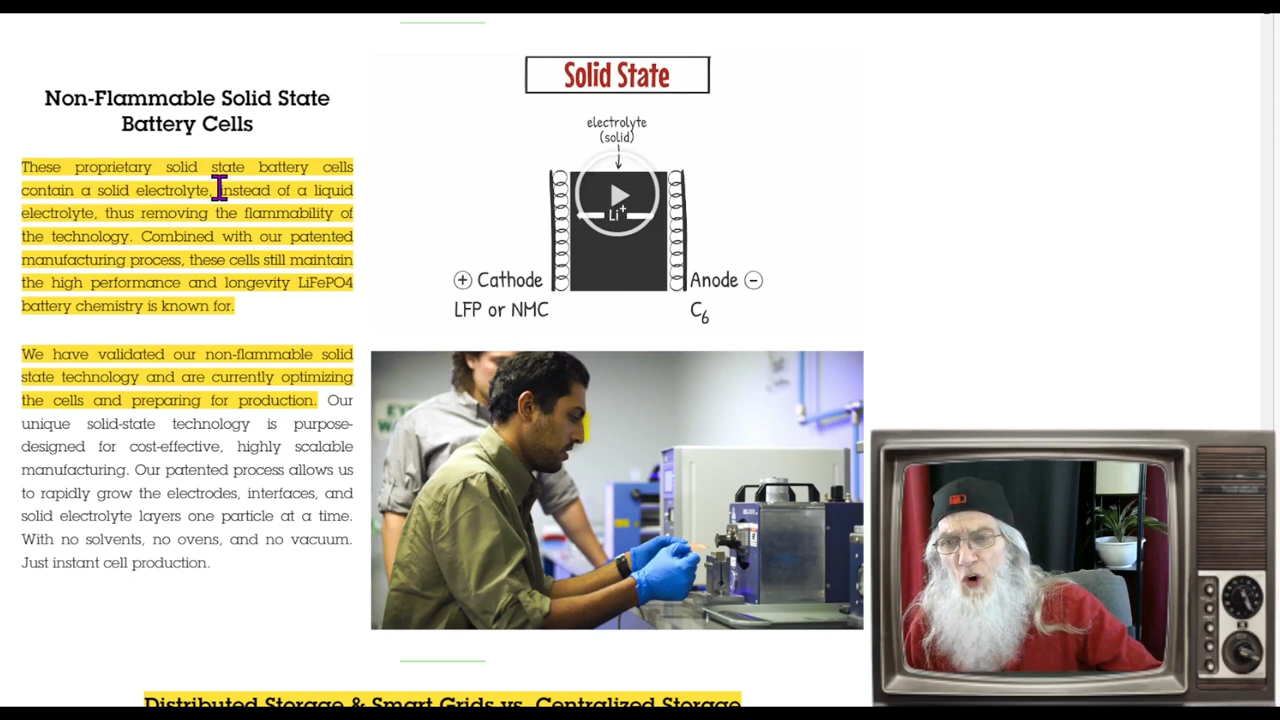 Non-Flammable Solid State
Battery Cells
These proprietary solid state battery cells
contain a solid electrolyte, instead of a liquid
electrolyte, thus removing the flammability of
the technology. Combined with our patented
manufacturing process, these cells still maintain
the high performance and longevity LiFePO4
battery chemistry is known for.
We have validated our non-flammable solid
state technology and are currently optimizing
the cells and preparing for production. Our
unique solid-state technology is purpose-
designed for cost-effective, highly scalable
manufacturing. Our patented process allows us
to rapidly grow the electrodes, interfaces, and
solid electrolyte layers one particle at a time.
With no solvents, no ovens, and no vacuum.
Just instant cell production.
Solid State
electrolyte
(solid)
Li+
+ Cathode
LFP or NMC
Anode −
C6
Distributed Storage & Smart Grids vs. Centralized Storage